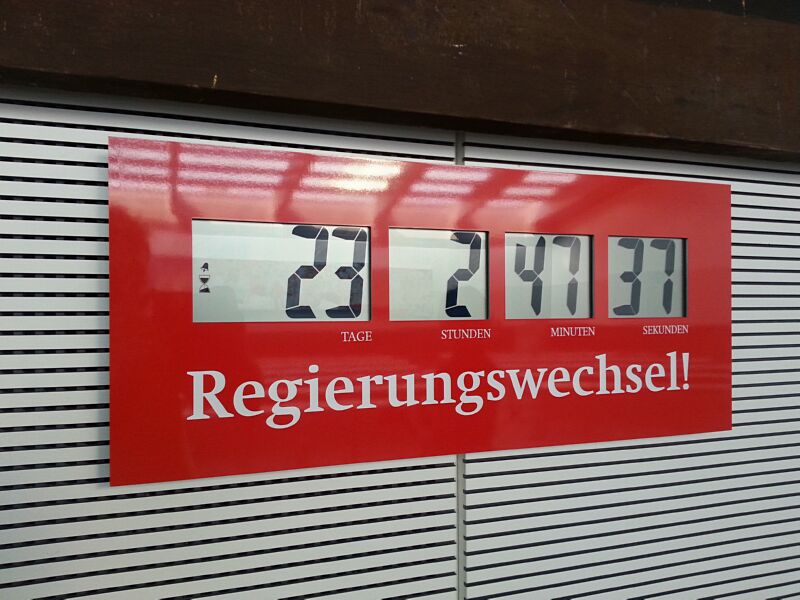 23 2 47 37
TAGE STUNDEN MINUTEN SEKUNDEN
Regierungswechsel!